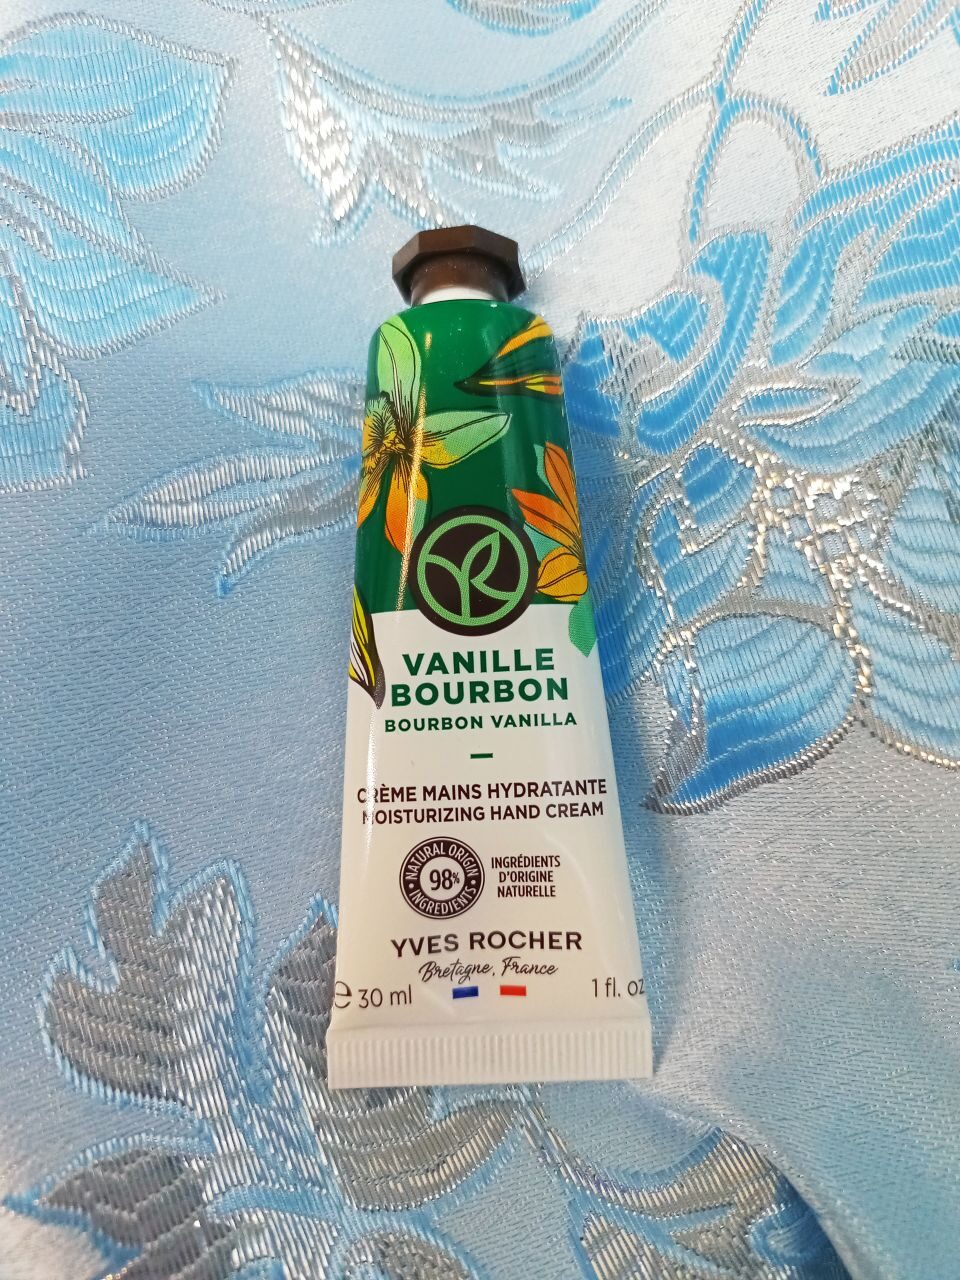 VANILLE
BOURBON
BOURBON VANILLA
CRÈME MAINS HYDRATANTE
MOISTURIZING HAND CREAM
NATURAL ORIGIN
98%
INGREDIENTS
INGRÉDIENTS
D'ORIGINE
NATURELLE
YVES ROCHER
Bretagne, France
℮ 30 ml 1 fl. oz